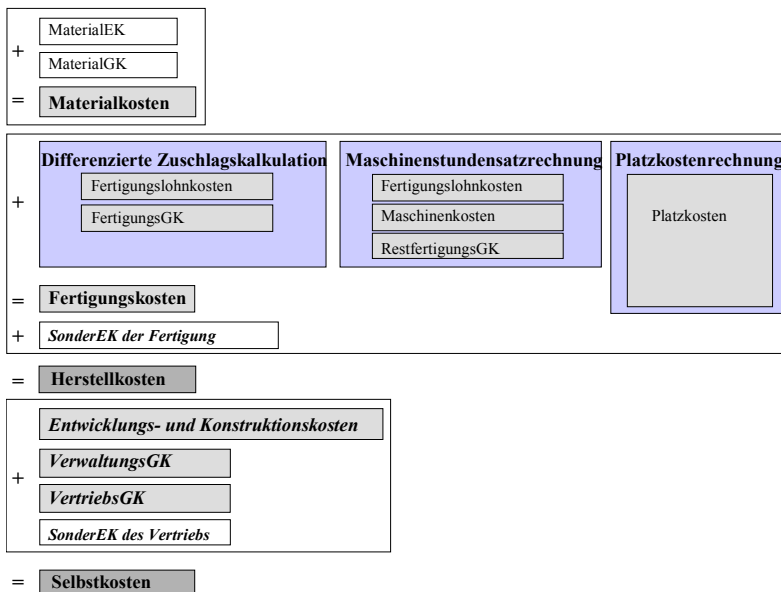 MaterialEK
+
MaterialGK
= Materialkosten
Differenzierte Zuschlagskalkulation
Fertigungslohnkosten
FertigungsGK
Maschinenstundensatzrechnung
Fertigungslohnkosten
Maschinenkosten
RestfertigungsGK
Platzkostenrechnung
Platzkosten
+
= Fertigungskosten
+ SonderEK der Fertigung
= Herstellkosten
Entwicklungs- und Konstruktionskosten
+
VerwaltungsGK
VertriebsGK
SonderEK des Vertriebs
= Selbstkosten